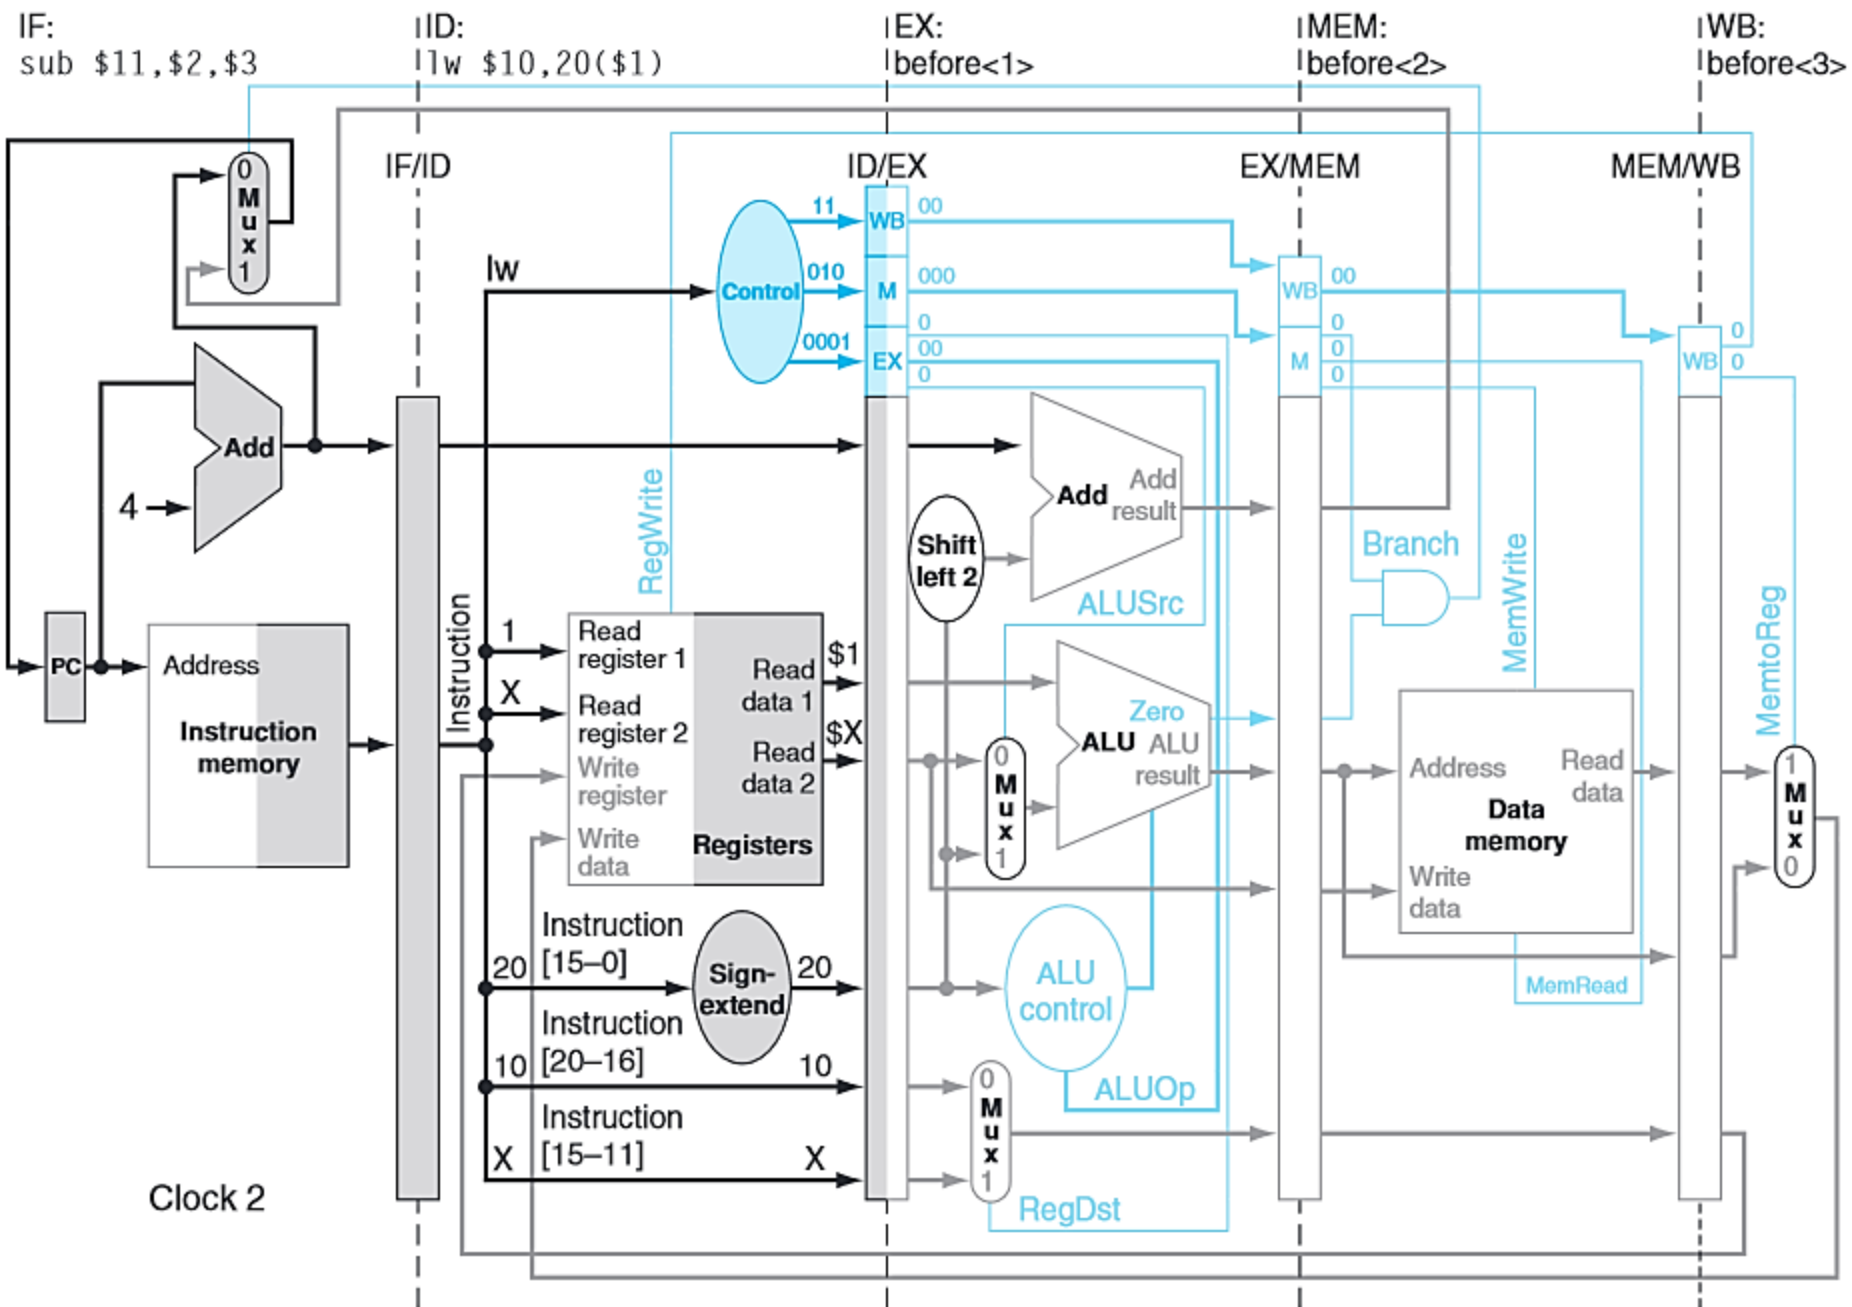 IF:
sub $11,$2,$3
ID:
lw $10,20($1)
EX:
before<1>
MEM:
before<2>
WB:
before<3>
IF/ID
ID/EX
EX/MEM
MEM/WB
0
Mux
1
lw
Control
11
010
0001
WB
M
EX
00
000
0
00
0
WB
M
00
0
0
0
WB
0
0
Add
4
RegWrite
Add
Add
result
Shift
left 2
ALUSrc
Branch
MemWrite
MemtoReg
PC
Address
Instruction
memory
Instruction
1
X
Read
register 1
Read
register 2
Write
register
Write
data
Read
data 1
Read
data 2
Registers
$1
$X
0
Mux
1
Zero
ALU
ALU
result
Address
Read
data
Data
memory
Write
data
1
Mux
0
MemRead
Instruction
[15–0]
20
Sign-
extend
20
ALU
control
Instruction
[20–16]
10
10
ALUOp
Instruction
[15–11]
X
X
0
Mux
1
RegDst
Clock 2